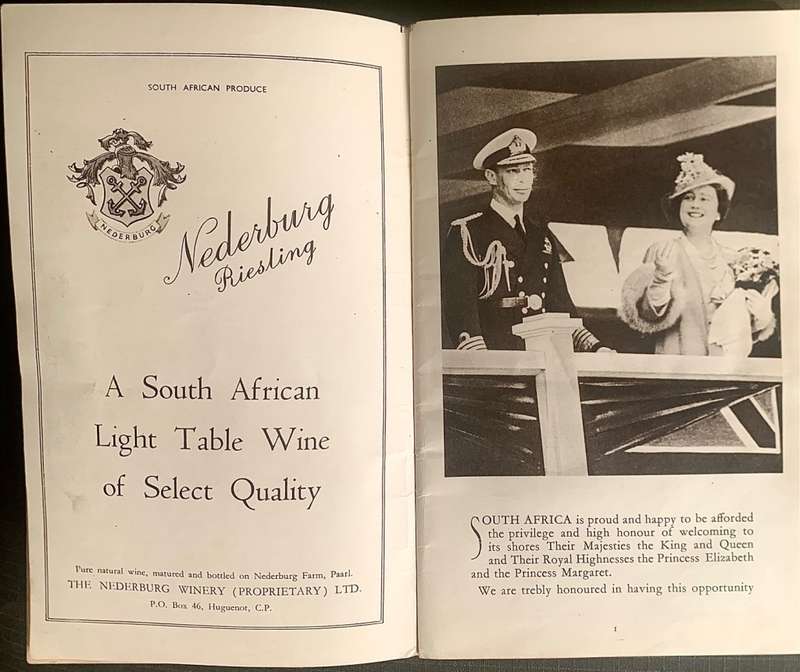 SOUTH AFRICAN PRODUCE
NEDERBURG
Nederburg
Riesling
A South African
Light Table Wine
of Select Quality
Pure natural wine, matured and bottled on Nederburg Farm, Paarl.
THE NEDERBURG WINERY (PROPRIETARY) LTD.
P.O. Box 46, Huguenot, C.P.
SOUTH AFRICA is proud and happy to be afforded
the privilege and high honour of welcoming to
its shores Their Majesties the King and Queen
and Their Royal Highnesses the Princess Elizabeth
and the Princess Margaret.
We are trebly honoured in having this opportunity
1